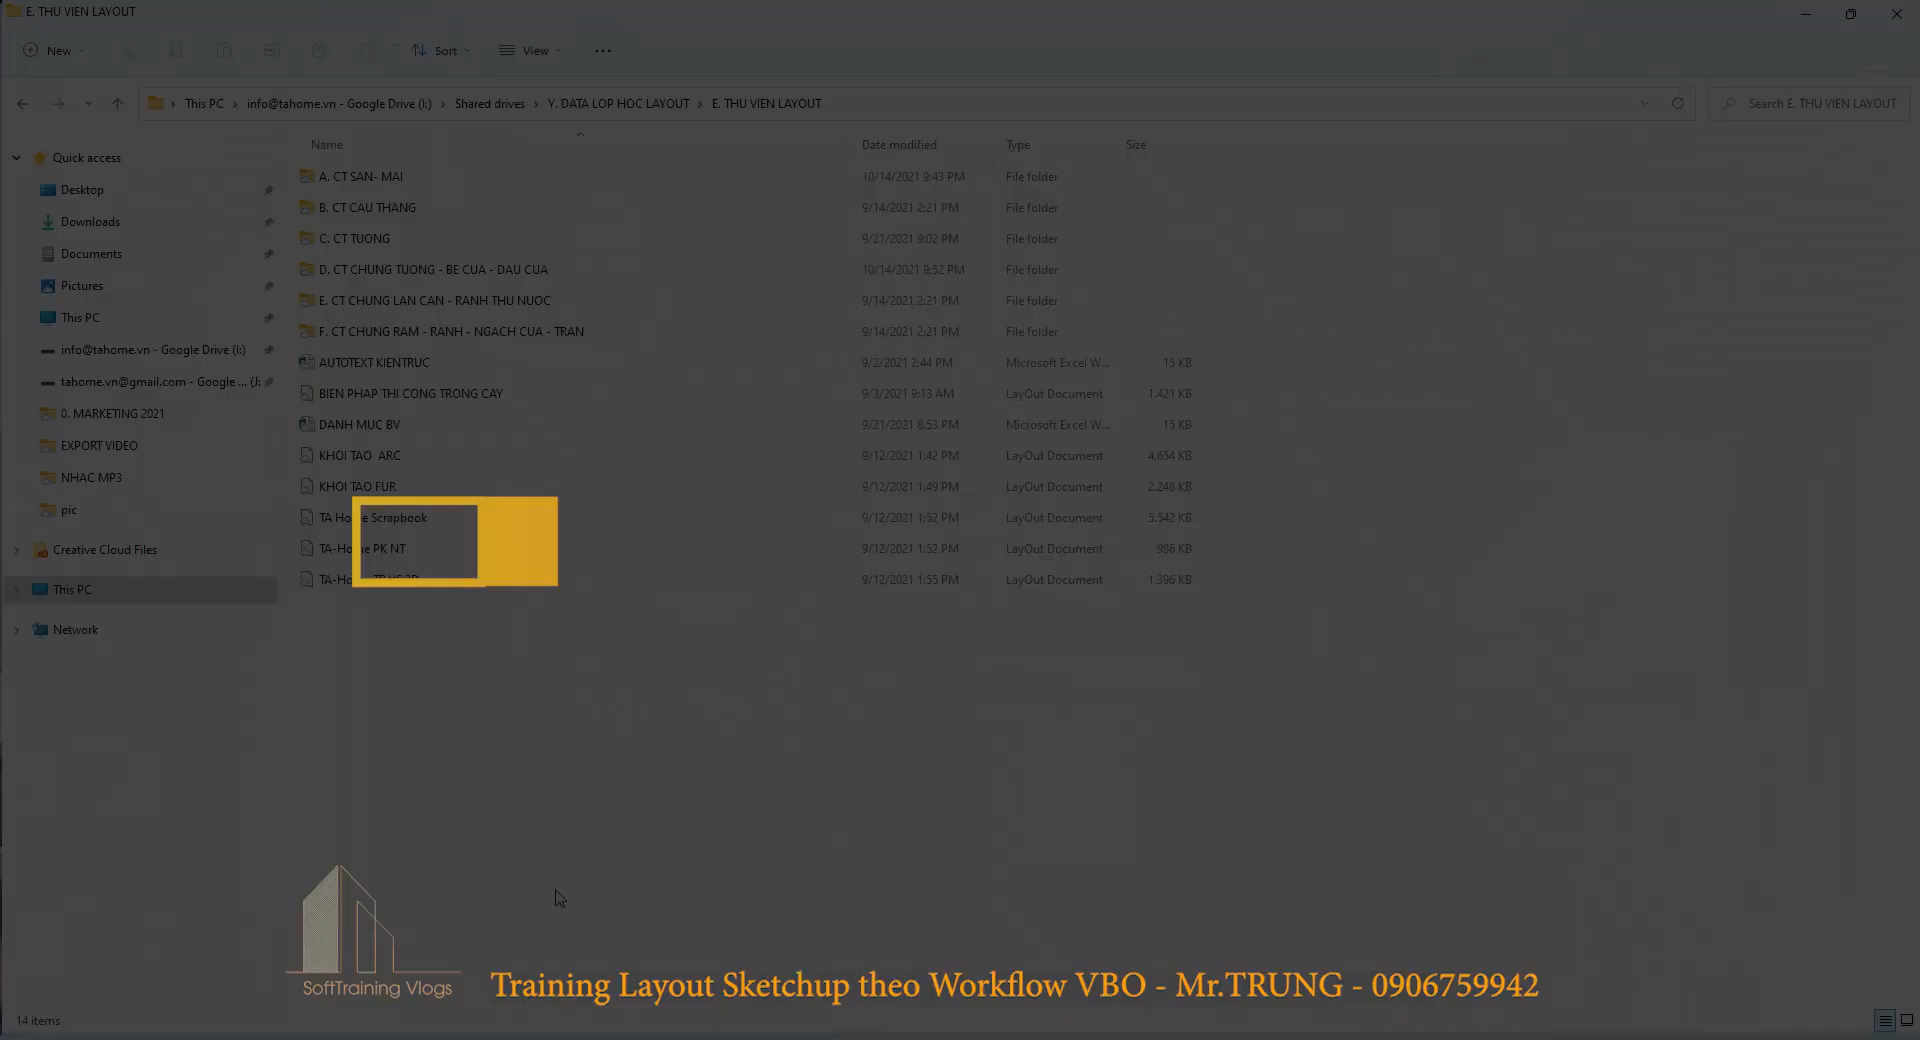 E. THU VIEN LAYOUT
New
Sort
View
This PC
info@tahome.vn - Google Drive (I:)
Shared drives
Y. DATA LOP HOC LAYOUT
E. THU VIEN LAYOUT
Search E. THU VIEN LAYOUT
Name Date modified Type Size
Quick access
Desktop
Downloads
Documents
Pictures
This PC
info@tahome.vn - Google Drive (I:)
tahome.vn@gmail.com - Google ... (J:
0. MARKETING 2021
EXPORT VIDEO
NHAC MP3
pic
Creative Cloud Files
This PC
Network
A. CT SAN- MAI 10/14/2021 9:43 PM File folder
B. CT CAU THANG 9/14/2021 2:21 PM File folder
C. CT TUONG 9/21/2021 9:02 PM File folder
D. CT CHUNG TUONG - BE CUA - DAU CUA 10/14/2021 9:52 PM File folder
E. CT CHUNG LAN CAN - RANH THU NUOC 9/14/2021 2:21 PM File folder
F. CT CHUNG RAM - RANH - NGACH CUA - TRAN 9/14/2021 2:21 PM File folder
AUTOTEXT KIENTRUC 9/2/2021 2:44 PM Microsoft Excel W... 15 KB
BIEN PHAP THI CONG TRONG CAY 9/3/2021 9:13 AM LayOut Document 1.421 KB
DANH MUC BV 9/21/2021 8:53 PM Microsoft Excel W... 15 KB
KHOI TAO ARC 9/12/2021 1:42 PM LayOut Document 4.654 KB
KHOI TAO FUR 9/12/2021 1:49 PM LayOut Document 2.248 KB
TA Home Scrapbook 9/12/2021 1:52 PM LayOut Document 5.542 KB
TA-Home PK NT 9/12/2021 1:52 PM LayOut Document 986 KB
9/12/2021 1:55 PM LayOut Document 1.396 KB
SoftTraining Vlogs
Training Layout Sketchup theo Workflow VBO - Mr.TRUNG - 0906759942
14 items